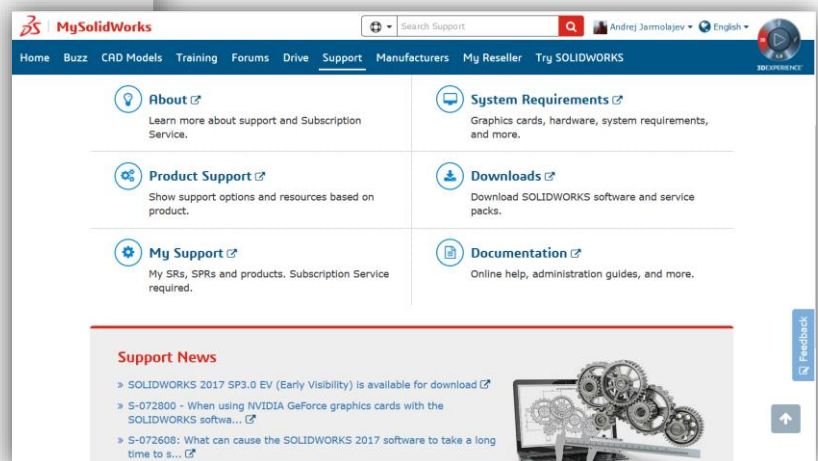 MySolidWorks
Search Support
Andrej Jarmolajev
English
Home Buzz CAD Models Training Forums Drive Support Manufacturers My Reseller Try SOLIDWORKS
3DEXPERIENCE
About
Learn more about support and Subscription
Service.
System Requirements
Graphics cards, hardware, system requirements,
and more.
Product Support
Show support options and resources based on
product.
Downloads
Download SOLIDWORKS software and service
packs.
My Support
My SRs, SPRs and products. Subscription Service
required.
Documentation
Online help, administration guides, and more.
Feedback
Support News
» SOLIDWORKS 2017 SP3.0 EV (Early Visibility) is available for download
» S-072800 - When using NVIDIA GeForce graphics cards with the
SOLIDWORKS softwa...
» S-072608: What can cause the SOLIDWORKS 2017 software to take a long
time to s...